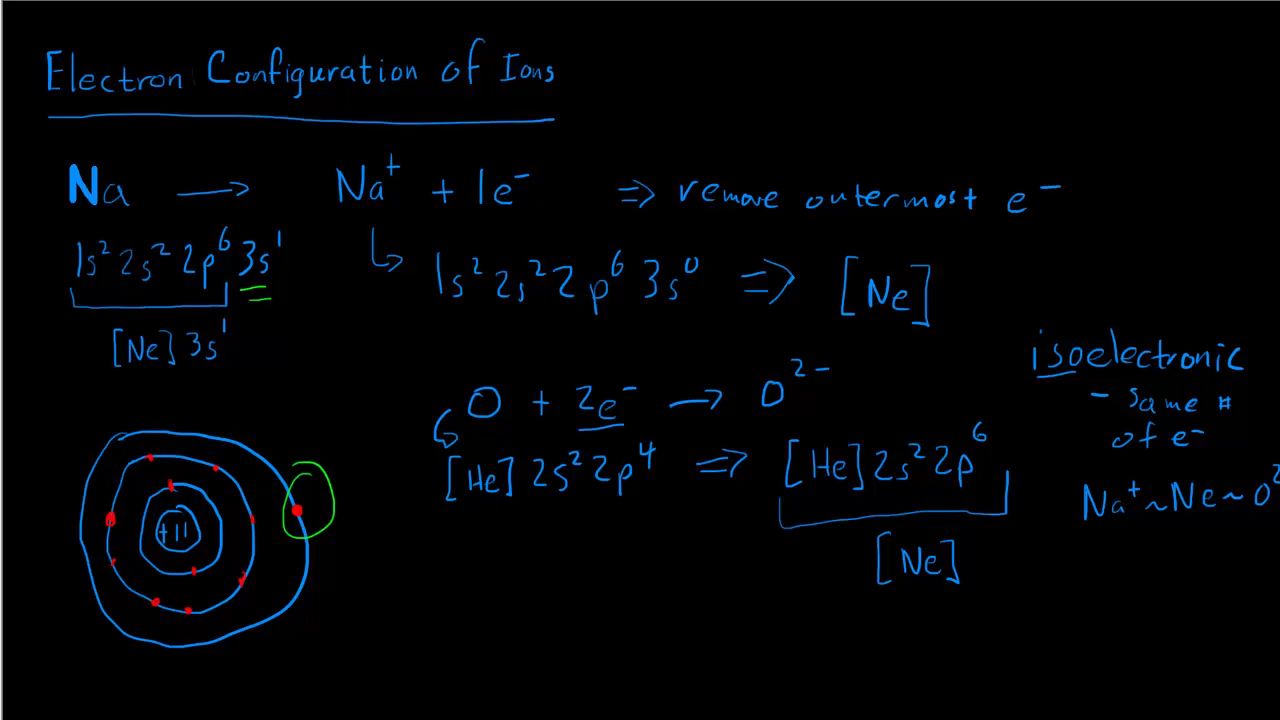 Electron Configuration of Ions
Na → Na⁺ + 1e⁻ ⇒ remove outermost e⁻
1s² 2s² 2p⁶ 3s¹
↳ 1s² 2s² 2p⁶ 3s⁰ ⇒ [Ne]
[Ne] 3s¹
O + 2e⁻ → O²⁻
[He] 2s² 2p⁴ ⇒ [He] 2s² 2p⁶
[Ne]
isoelectronic
- same #
of e⁻
Na⁺ ~ Ne ~ O²
+11